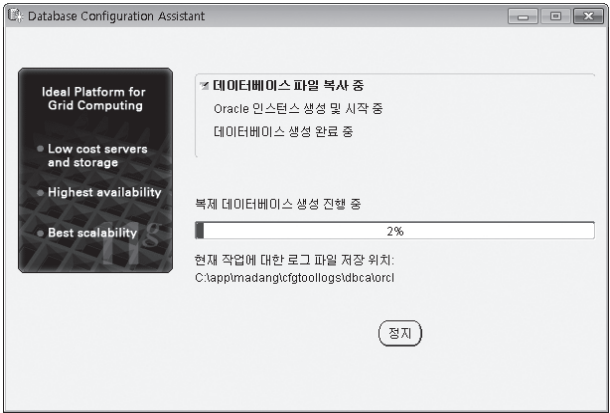 Database Configuration Assistant
Ideal Platform for
Grid Computing
Low cost servers
and storage
Highest availability
Best scalability
11g
데이터베이스 파일 복사 중
Oracle 인스턴스 생성 및 시작 중
데이터베이스 생성 완료 중
복제 데이터베이스 생성 진행 중
2%
현재 작업에 대한 로그 파일 저장 위치:
C:\app\madang\cfgtoollogs\dbca\orcl
정지